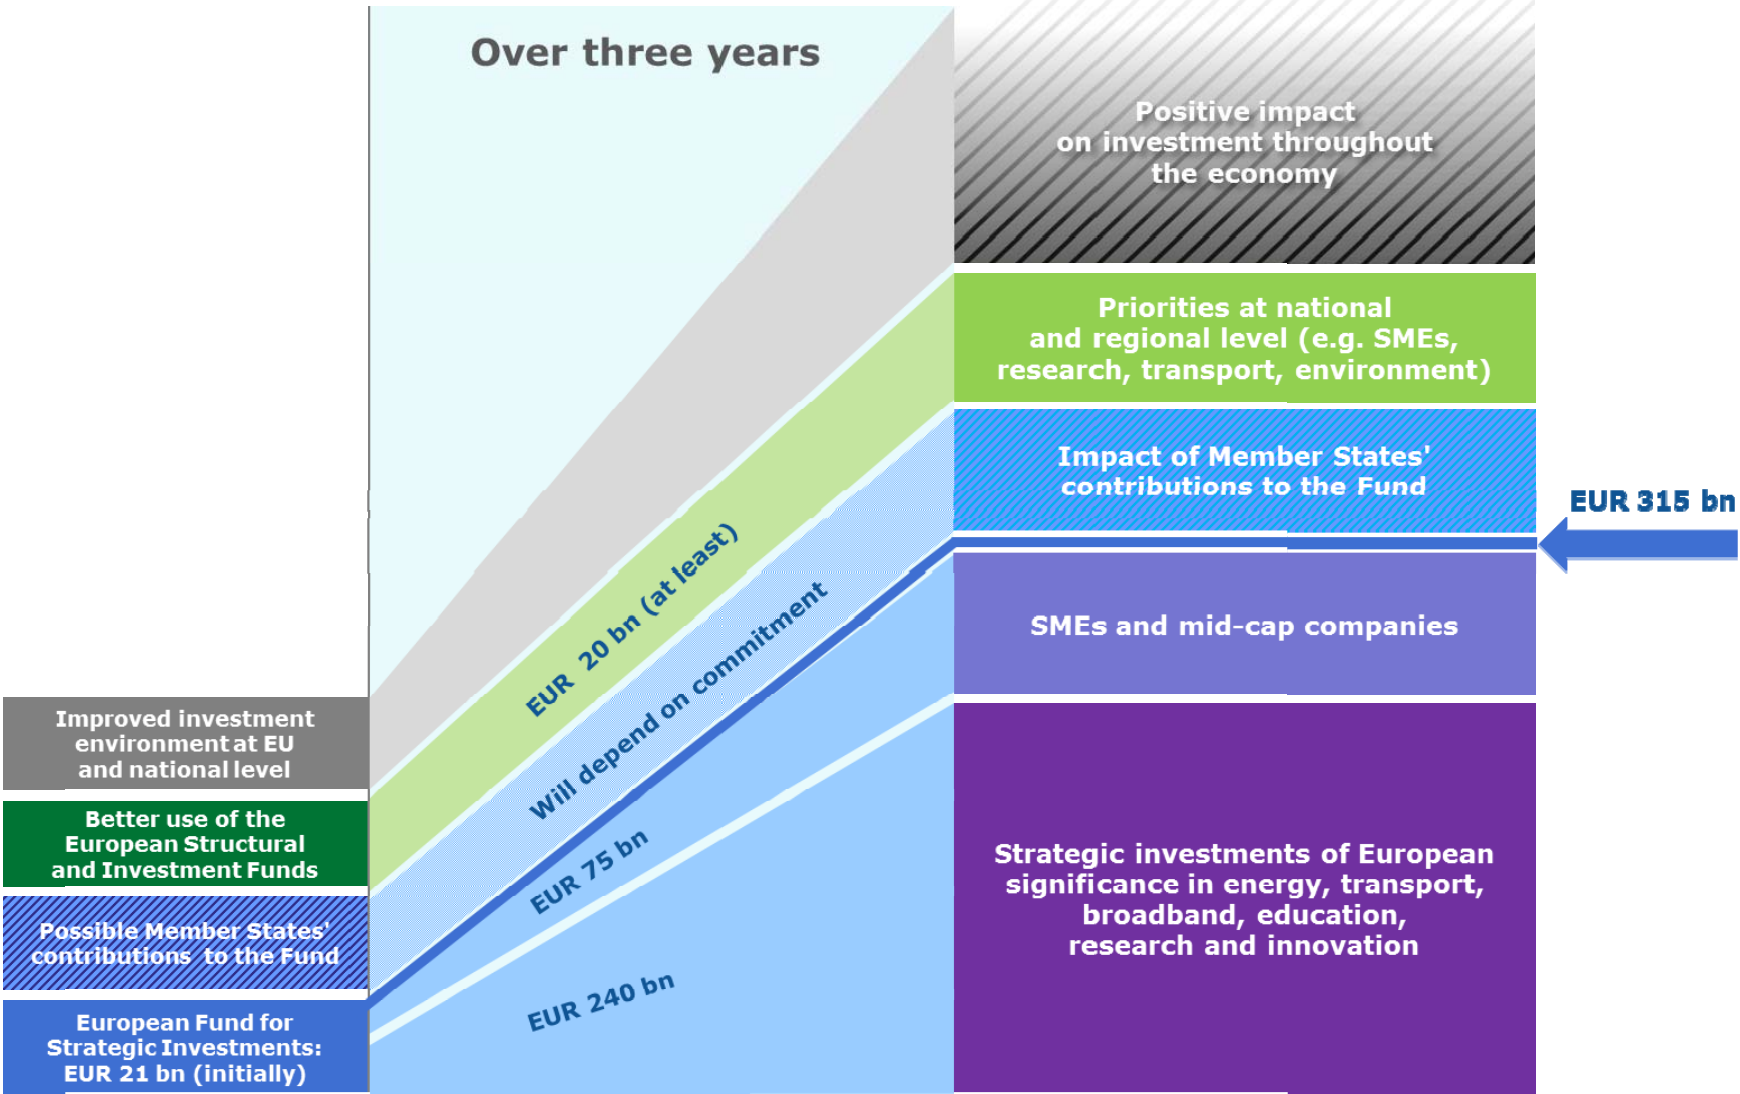 Over three years
Positive impact
on investment throughout
the economy
Priorities at national
and regional level (e.g. SMEs,
research, transport, environment)
Impact of Member States'
contributions to the Fund
EUR 315 bn
SMEs and mid-cap companies
Strategic investments of European
significance in energy, transport,
broadband, education,
research and innovation
EUR 20 bn (at least)
Will depend on commitment
EUR 75 bn
EUR 240 bn
Improved investment
environment at EU
and national level
Better use of the
European Structural
and Investment Funds
Possible Member States'
contributions to the Fund
European Fund for
Strategic Investments:
EUR 21 bn (initially)